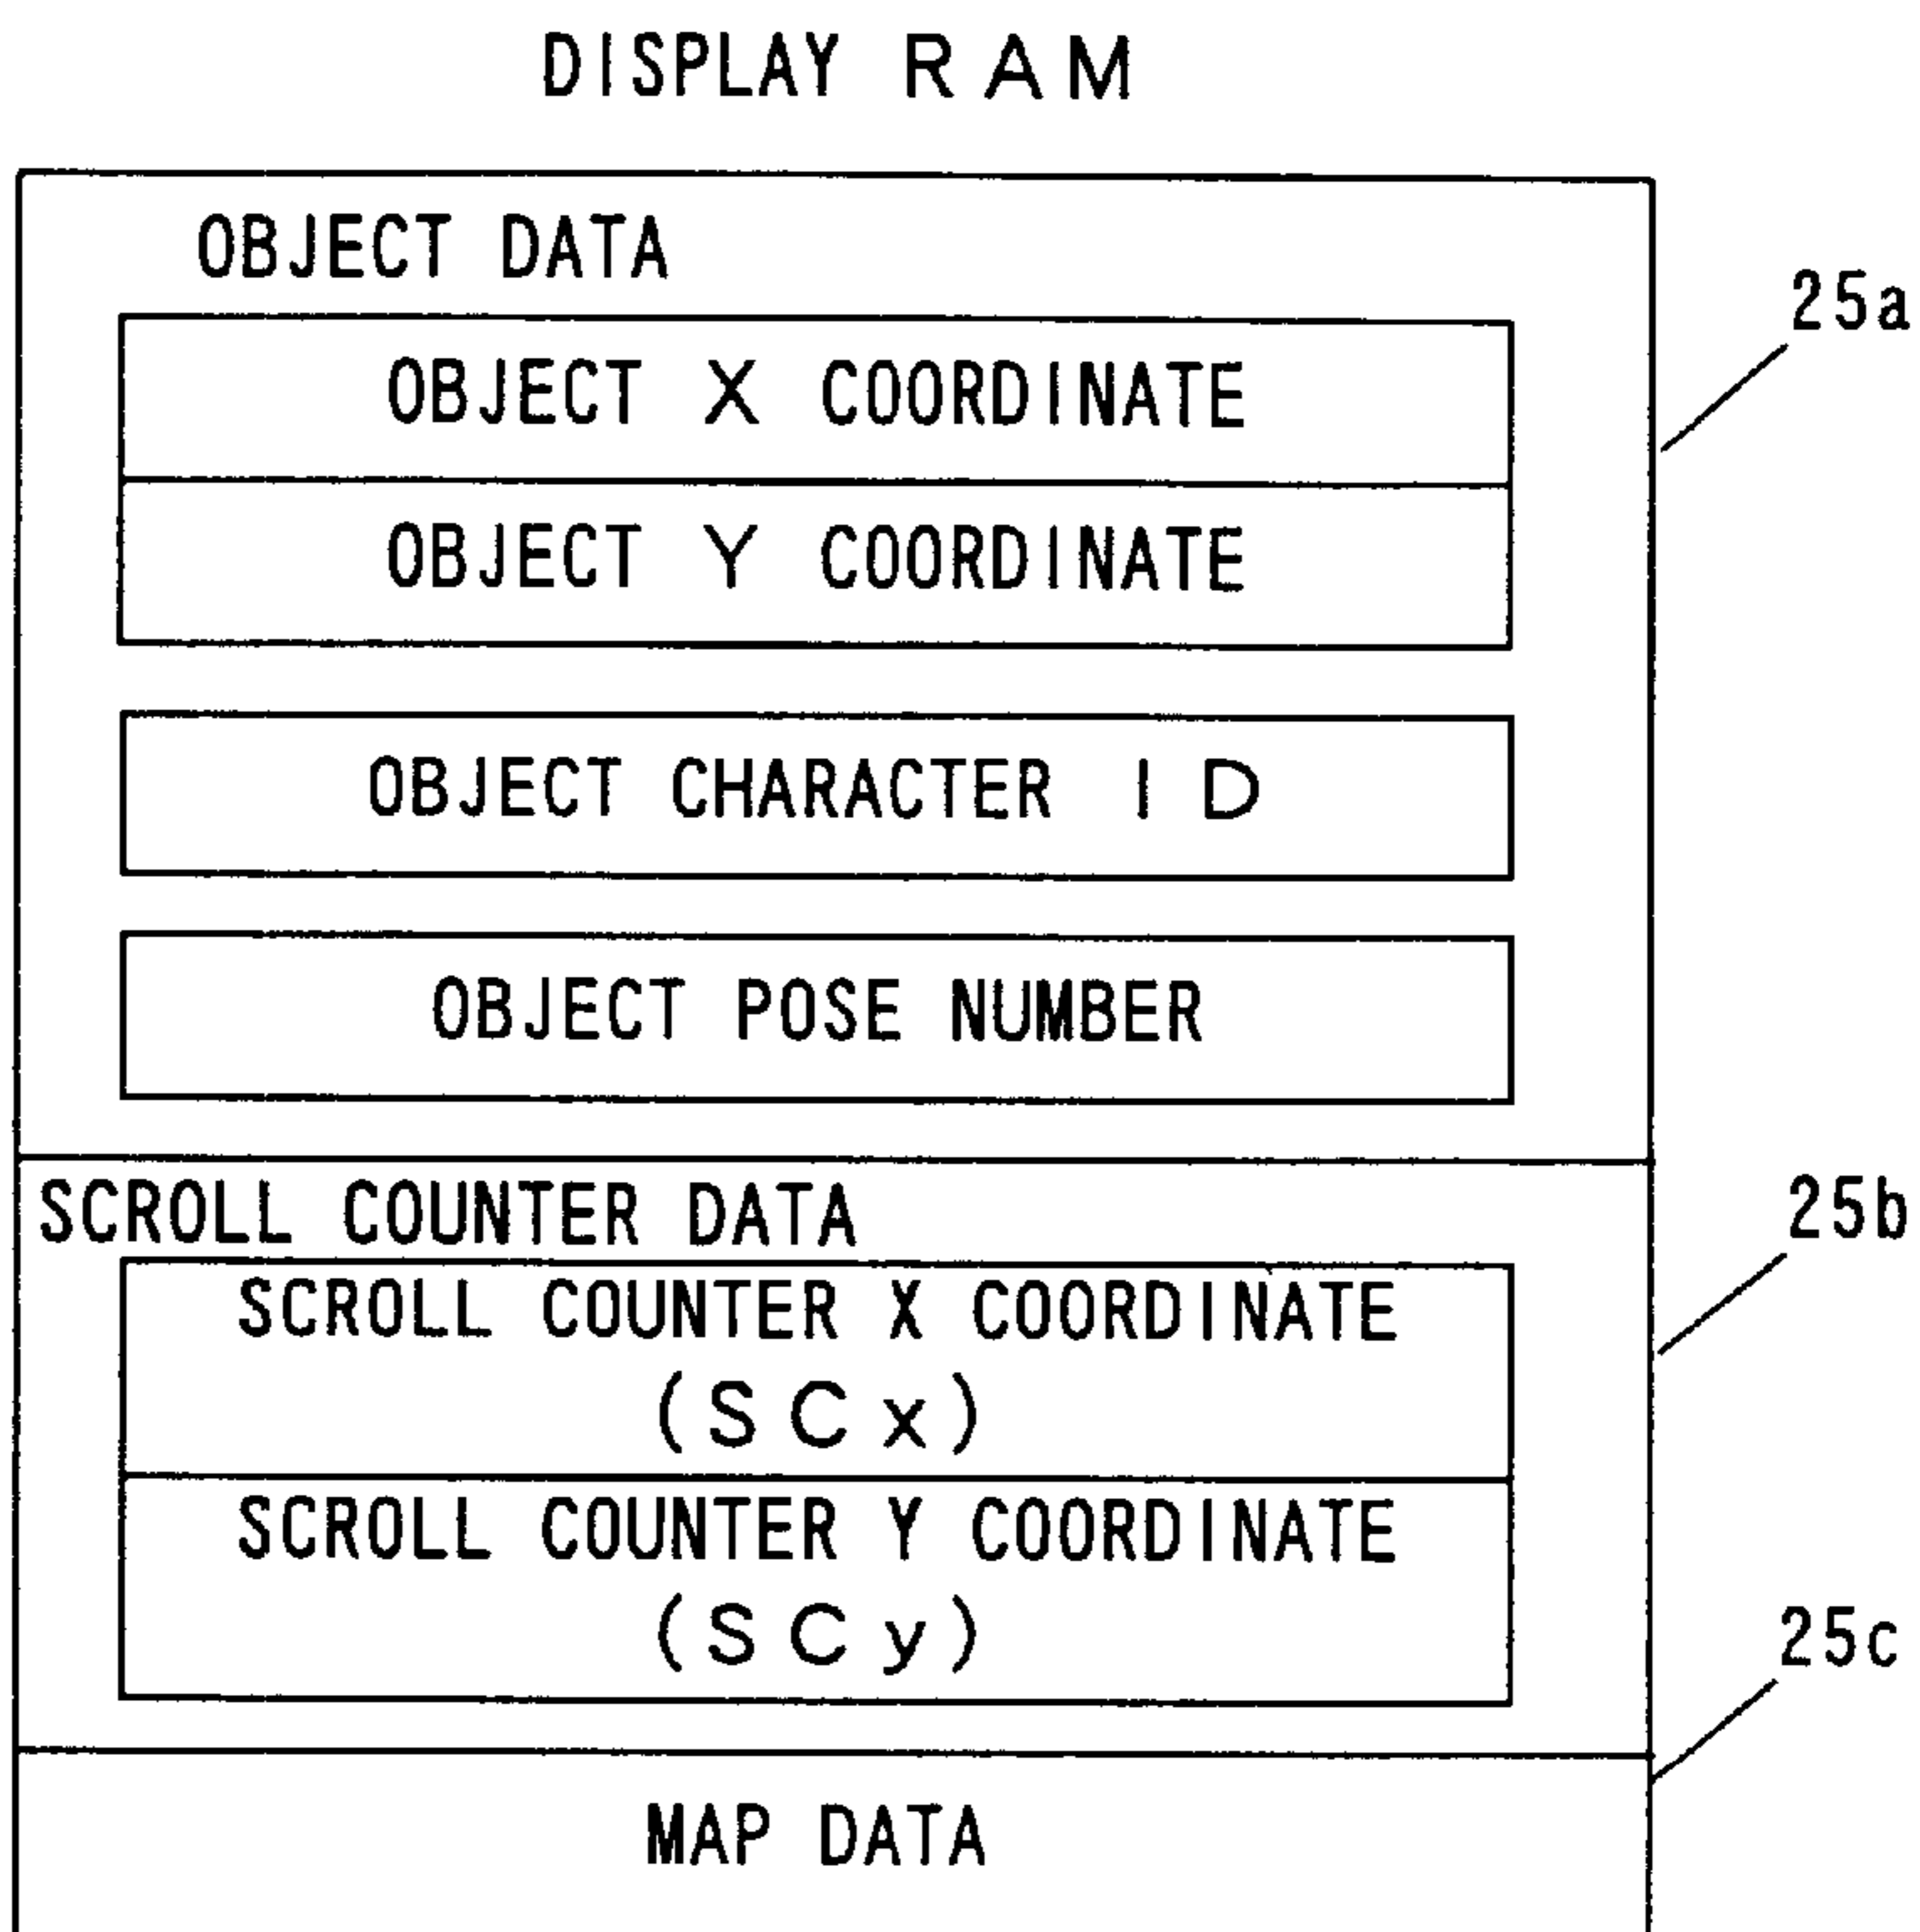 DISPLAY RAM
OBJECT DATA
25a
OBJECT X COORDINATE
OBJECT Y COORDINATE
OBJECT CHARACTER ID
OBJECT POSE NUMBER
SCROLL COUNTER DATA
25b
SCROLL COUNTER X COORDINATE
(SCx)
SCROLL COUNTER Y COORDINATE
(SCy)
25c
MAP DATA